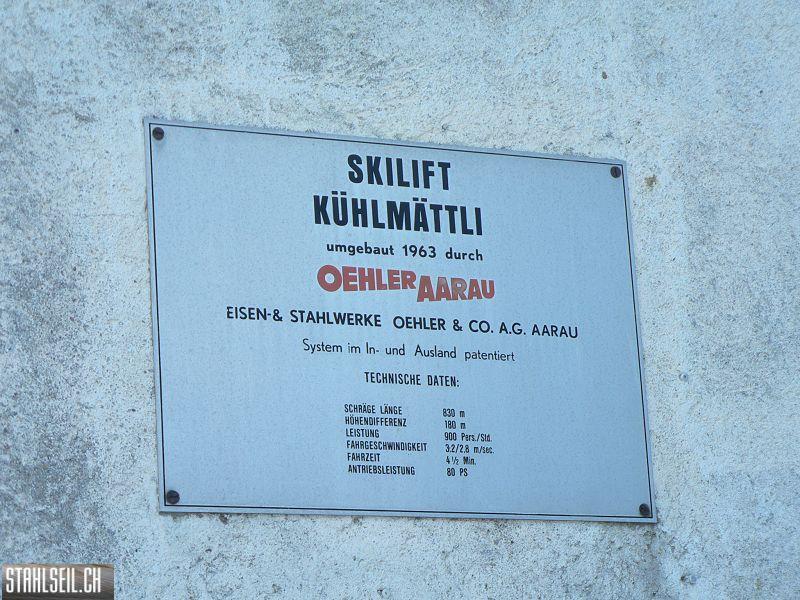 SKILIFT
KÜHLMÄTTLI
umgebaut 1963 durch
OEHLER AARAU
EISEN-& STAHLWERKE OEHLER & CO. A.G. AARAU
System im In- und Ausland patentiert
TECHNISCHE DATEN:
SCHRÄGE LÄNGE 830 m
HÖHENDIFFERENZ 180 m
LEISTUNG 900 Pers./Std.
FAHRGESCHWINDIGKEIT 3,2/2,8 m/sec.
FAHRZEIT 4½ Min.
ANTRIEBSLEISTUNG 80 PS
STAHLSEIL.CH